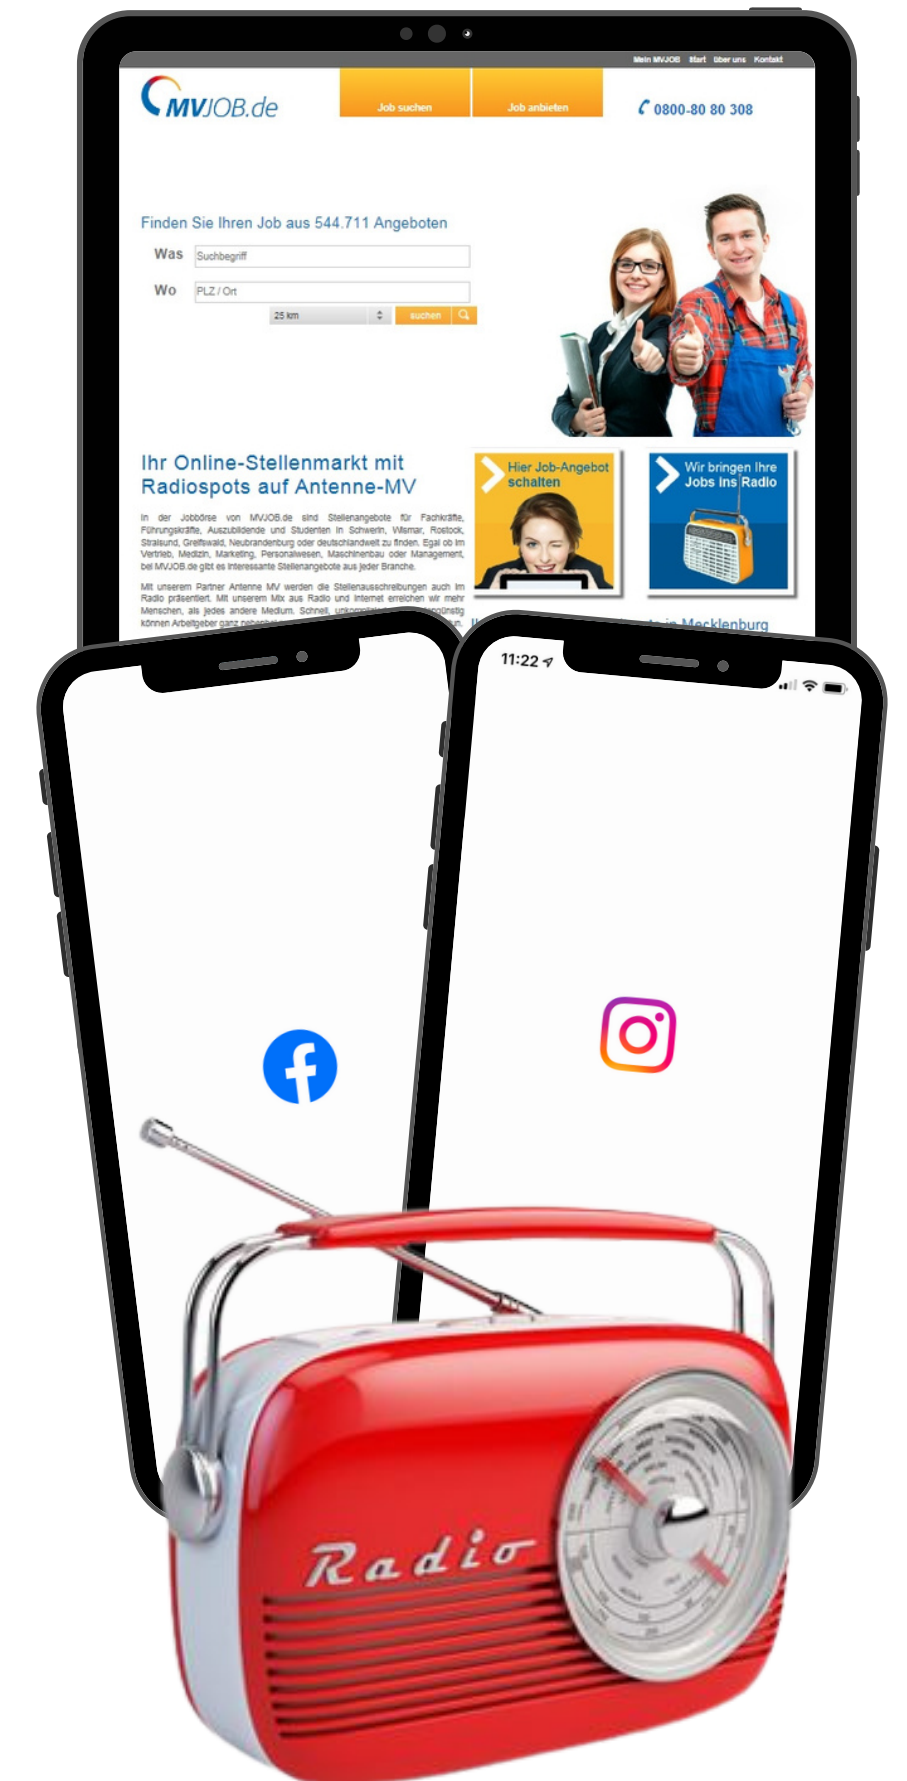 Mein MVJOB Start über uns Kontakt
MVJOB.de
Job suchen
Job anbieten
0800-80 80 308
Finden Sie Ihren Job aus 544.711 Angeboten
Was Suchbegriff
Wo PLZ / Ort
25 km suchen
Ihr Online-Stellenmarkt mit
Radiospots auf Antenne-MV
In der Jobbörse von MVJOB.de sind Stellenangebote für Fachkräfte,
Führungskräfte, Auszubildende und Studenten in Schwerin, Wismar, Rostock,
Stralsund, Greifswald, Neubrandenburg oder deutschlandweit zu finden. Egal ob im
Vertrieb, Medizin, Marketing, Personalwesen, Maschinenbau oder Management,
bei MVJOB.de gibt es interessante Stellenangebote aus jeder Branche.
Mit unserem Partner Antenne MV werden die Stellenausschreibungen auch im
Radio präsentiert. Mit unserem Mix aus Radio und Internet erreichen wir mehr
Menschen, als jedes andere Medium. Schnell,
können Arbeitgeber ganz
Hier Job-Angebot
schalten
Wir bringen Ihre
Jobs ins Radio
in Mecklenburg
11:22
Radio